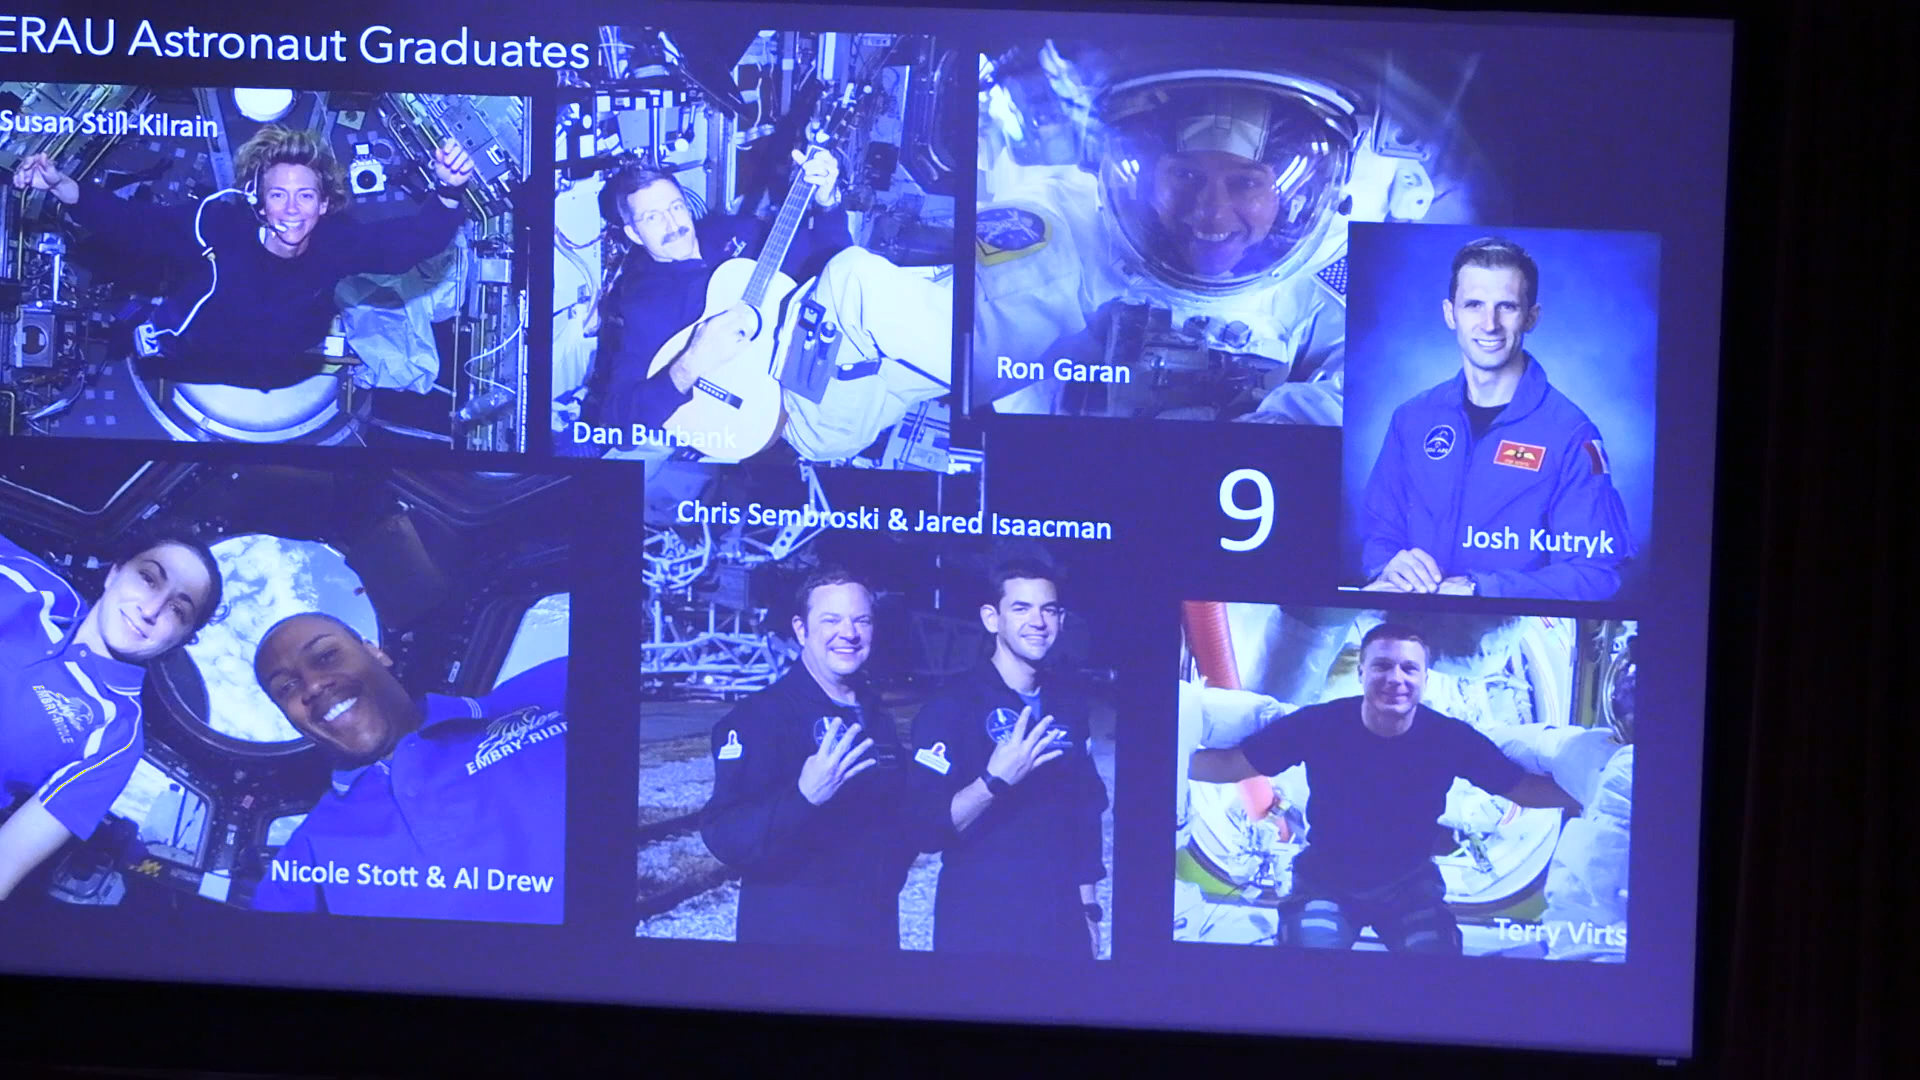 ERAU Astronaut Graduates
Susan Still-Kilrain
Dan Burbank
Ron Garan
Josh Kutryk
Chris Sembroski & Jared Isaacman
9
EMBRY-RIDDLE
EMBRY-RID
Nicole Stott & Al Drew
Terry Virts